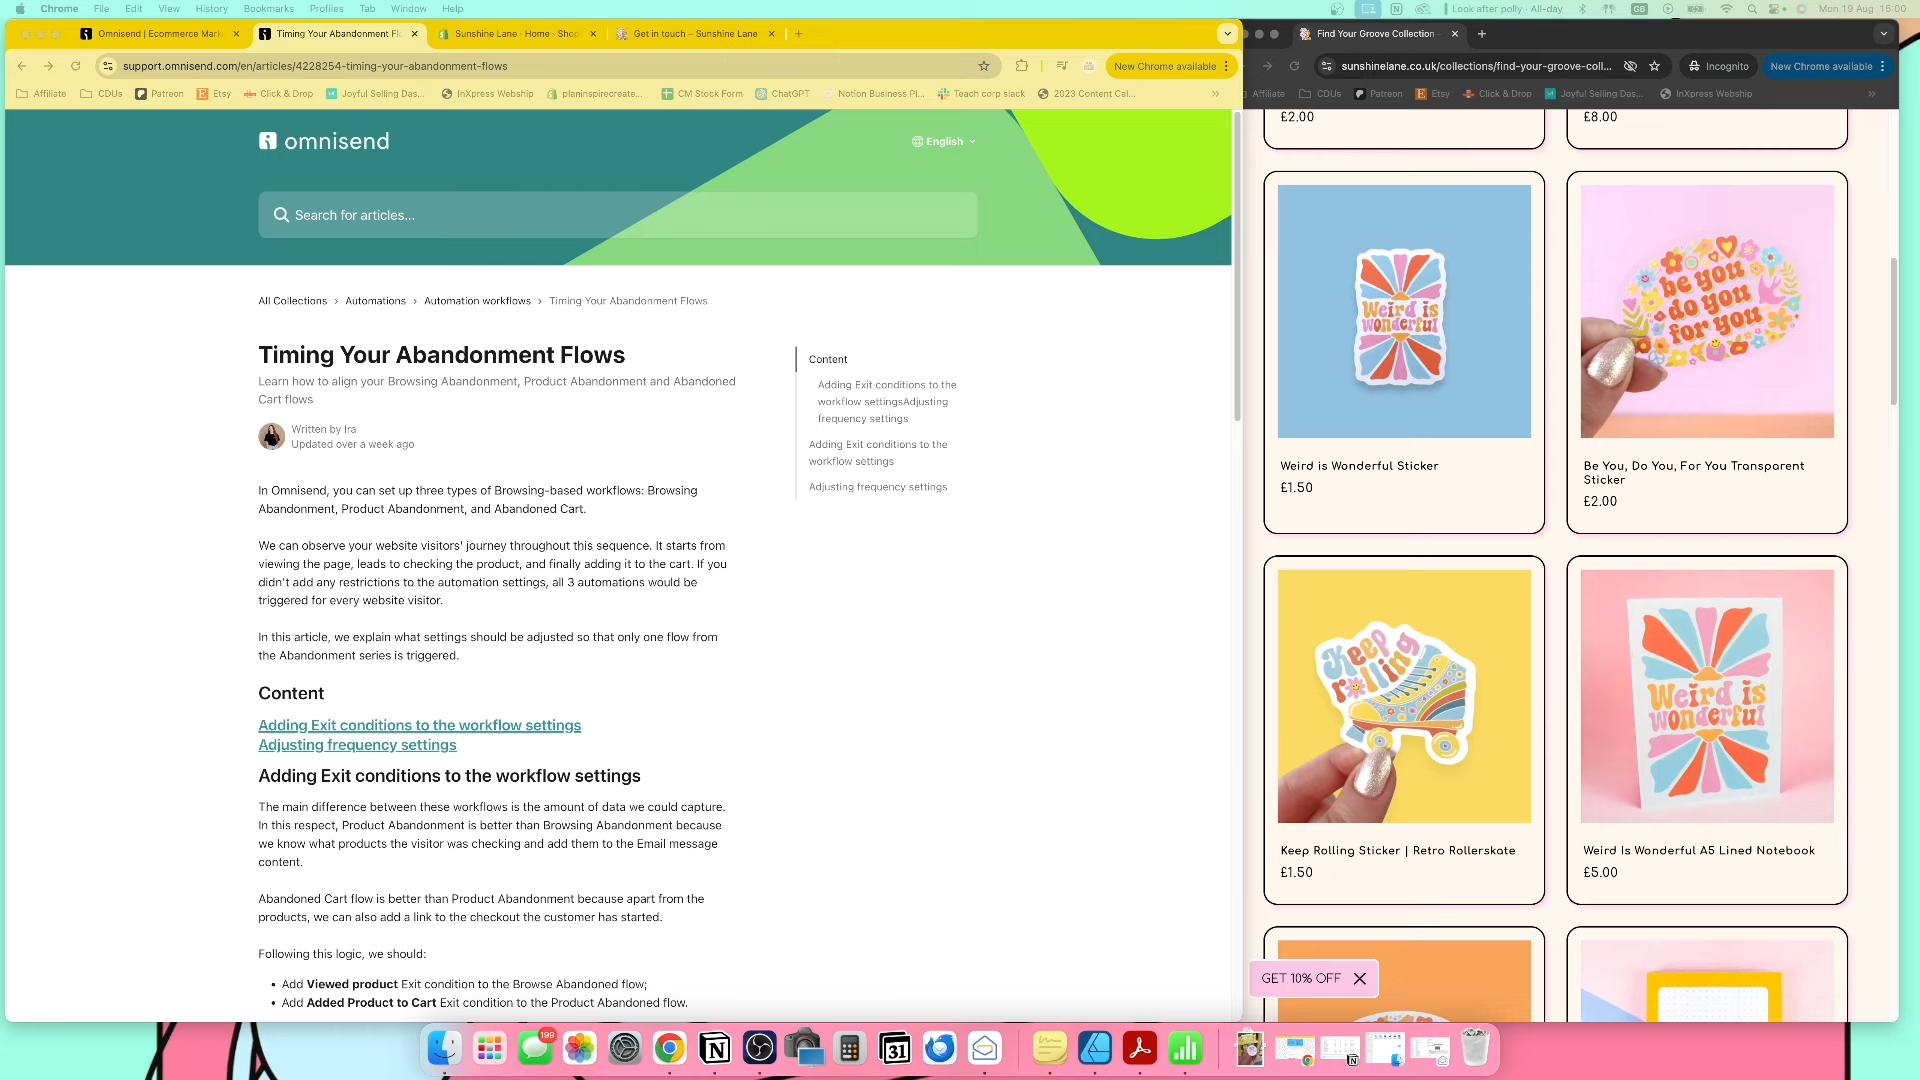 Chrome File Edit View History Bookmarks Profiles Tab Window Help
Look after polly · All-day
GB
Mon 19 Aug 15:00
Omnisend | Ecommerce Mark
Timing Your Abandonment Fl
Sunshine Lane · Home · Shop
Get in touch – Sunshine Lane
support.omnisend.com/en/articles/4228254-timing-your-abandonment-flows
New Chrome available
Affiliate CDUs Patreon Etsy Click & Drop Joyful Selling Das... InXpress Webship planinspirecreate... CM Stock Form ChatGPT Notion Business Pl... Teach corp slack 2023 Content Cal...
omnisend
English
Search for articles...
All Collections > Automations > Automation workflows > Timing Your Abandonment Flows
Timing Your Abandonment Flows
Learn how to align your Browsing Abandonment, Product Abandonment and Abandoned
Cart flows
Written by Ira
Updated over a week ago
In Omnisend, you can set up three types of Browsing-based workflows: Browsing
Abandonment, Product Abandonment, and Abandoned Cart.
We can observe your website visitors' journey throughout this sequence. It starts from
viewing the page, leads to checking the product, and finally adding it to the cart. If you
didn't add any restrictions to the automation settings, all 3 automations would be
triggered for every website visitor.
In this article, we explain what settings should be adjusted so that only one flow from
the Abandonment series is triggered.
Content
Adding Exit conditions to the workflow settings
Adjusting frequency settings
Adding Exit conditions to the workflow settings
The main difference between these workflows is the amount of data we could capture.
In this respect, Product Abandonment is better than Browsing Abandonment because
we know what products the visitor was checking and add them to the Email message
content.
Abandoned Cart flow is better than Product Abandonment because apart from the
products, we can also add a link to the checkout the customer has started.
Following this logic, we should:
• Add Viewed product Exit condition to the Browse Abandoned flow;
• Add Added Product to Cart Exit condition to the Product Abandoned flow.
Content
Adding Exit conditions to the
workflow settingsAdjusting
frequency settings
Adding Exit conditions to the
workflow settings
Adjusting frequency settings
Find Your Groove Collection
sunshinelane.co.uk/collections/find-your-groove-coll...
Incognito
New Chrome available
Affiliate CDUs Patreon Etsy Click & Drop Joyful Selling Das... InXpress Webship
£2.00
£8.00
Weird is
wonderful
be you
do you
for you
Weird is Wonderful Sticker
£1.50
Be You, Do You, For You Transparent
Sticker
£2.00
Keep
rolling
Weird is
wonderful
Keep Rolling Sticker | Retro Rollerskate
£1.50
Weird Is Wonderful A5 Lined Notebook
£5.00
GET 10% OFF
199
31